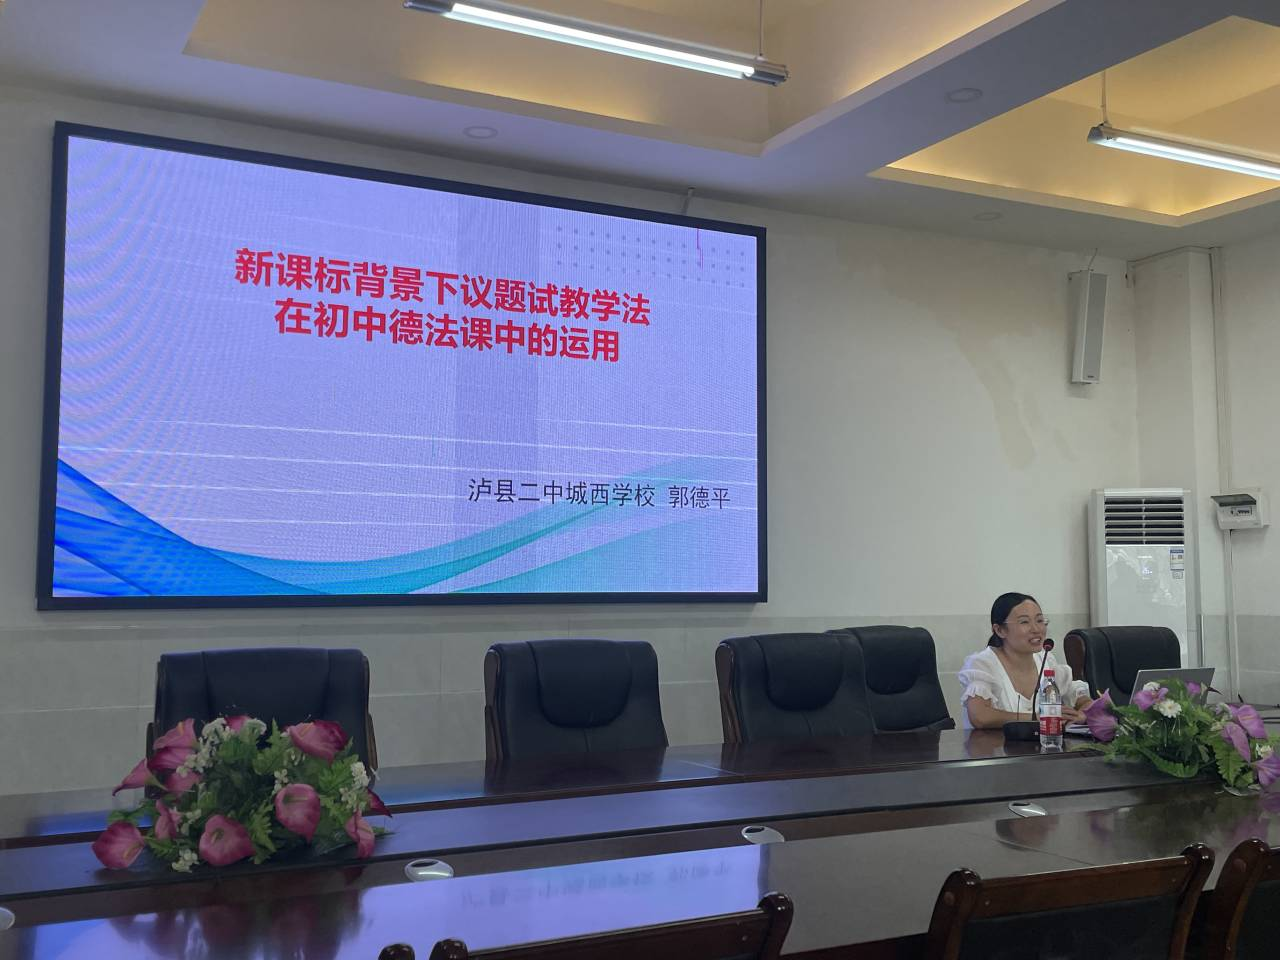 新课标背景下议题试教学法
在初中德法课中的运用
泸县二中城西学校 郭德平